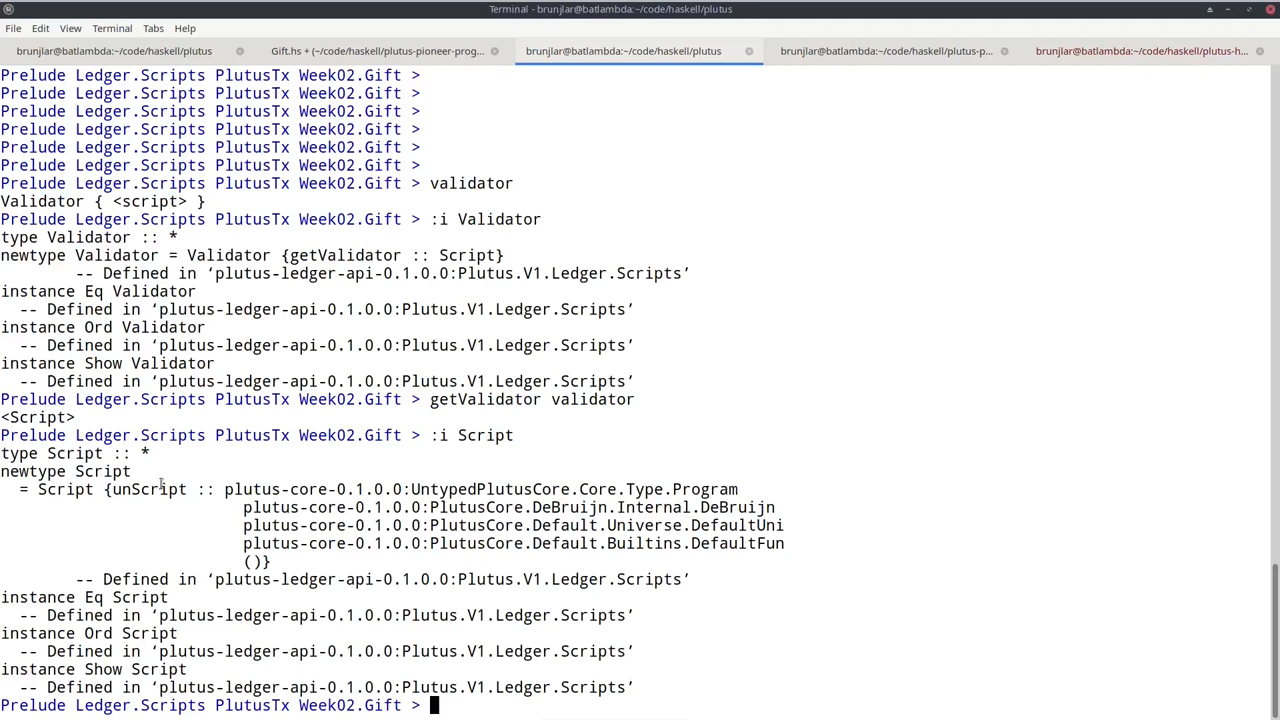 Terminal - brunjlar@batlambda:~/code/haskell/plutus
File Edit View Terminal Tabs Help
brunjlar@batlambda:~/code/haskell/plutus Gift.hs + (~/code/haskell/plutus-pioneer-prog... brunjlar@batlambda:~/code/haskell/plutus brunjlar@batlambda:~/code/haskell/plutus-p... brunjlar@batlambda:~/code/haskell/plutus-h...
Prelude Ledger.Scripts PlutusTx Week02.Gift >
Prelude Ledger.Scripts PlutusTx Week02.Gift >
Prelude Ledger.Scripts PlutusTx Week02.Gift >
Prelude Ledger.Scripts PlutusTx Week02.Gift >
Prelude Ledger.Scripts PlutusTx Week02.Gift >
Prelude Ledger.Scripts PlutusTx Week02.Gift >
Prelude Ledger.Scripts PlutusTx Week02.Gift > validator
Validator { <script> }
Prelude Ledger.Scripts PlutusTx Week02.Gift > :i Validator
type Validator :: *
newtype Validator = Validator {getValidator :: Script}
        -- Defined in ‘plutus-ledger-api-0.1.0.0:Plutus.V1.Ledger.Scripts’
instance Eq Validator
  -- Defined in ‘plutus-ledger-api-0.1.0.0:Plutus.V1.Ledger.Scripts’
instance Ord Validator
  -- Defined in ‘plutus-ledger-api-0.1.0.0:Plutus.V1.Ledger.Scripts’
instance Show Validator
  -- Defined in ‘plutus-ledger-api-0.1.0.0:Plutus.V1.Ledger.Scripts’
Prelude Ledger.Scripts PlutusTx Week02.Gift > getValidator validator
<Script>
Prelude Ledger.Scripts PlutusTx Week02.Gift > :i Script
type Script :: *
newtype Script
  = Script {unScript :: plutus-core-0.1.0.0:UntypedPlutusCore.Core.Type.Program
                          plutus-core-0.1.0.0:PlutusCore.DeBruijn.Internal.DeBruijn
                          plutus-core-0.1.0.0:PlutusCore.Default.Universe.DefaultUni
                          plutus-core-0.1.0.0:PlutusCore.Default.Builtins.DefaultFun
                          ()}
        -- Defined in ‘plutus-ledger-api-0.1.0.0:Plutus.V1.Ledger.Scripts’
instance Eq Script
  -- Defined in ‘plutus-ledger-api-0.1.0.0:Plutus.V1.Ledger.Scripts’
instance Ord Script
  -- Defined in ‘plutus-ledger-api-0.1.0.0:Plutus.V1.Ledger.Scripts’
instance Show Script
  -- Defined in ‘plutus-ledger-api-0.1.0.0:Plutus.V1.Ledger.Scripts’
Prelude Ledger.Scripts PlutusTx Week02.Gift >